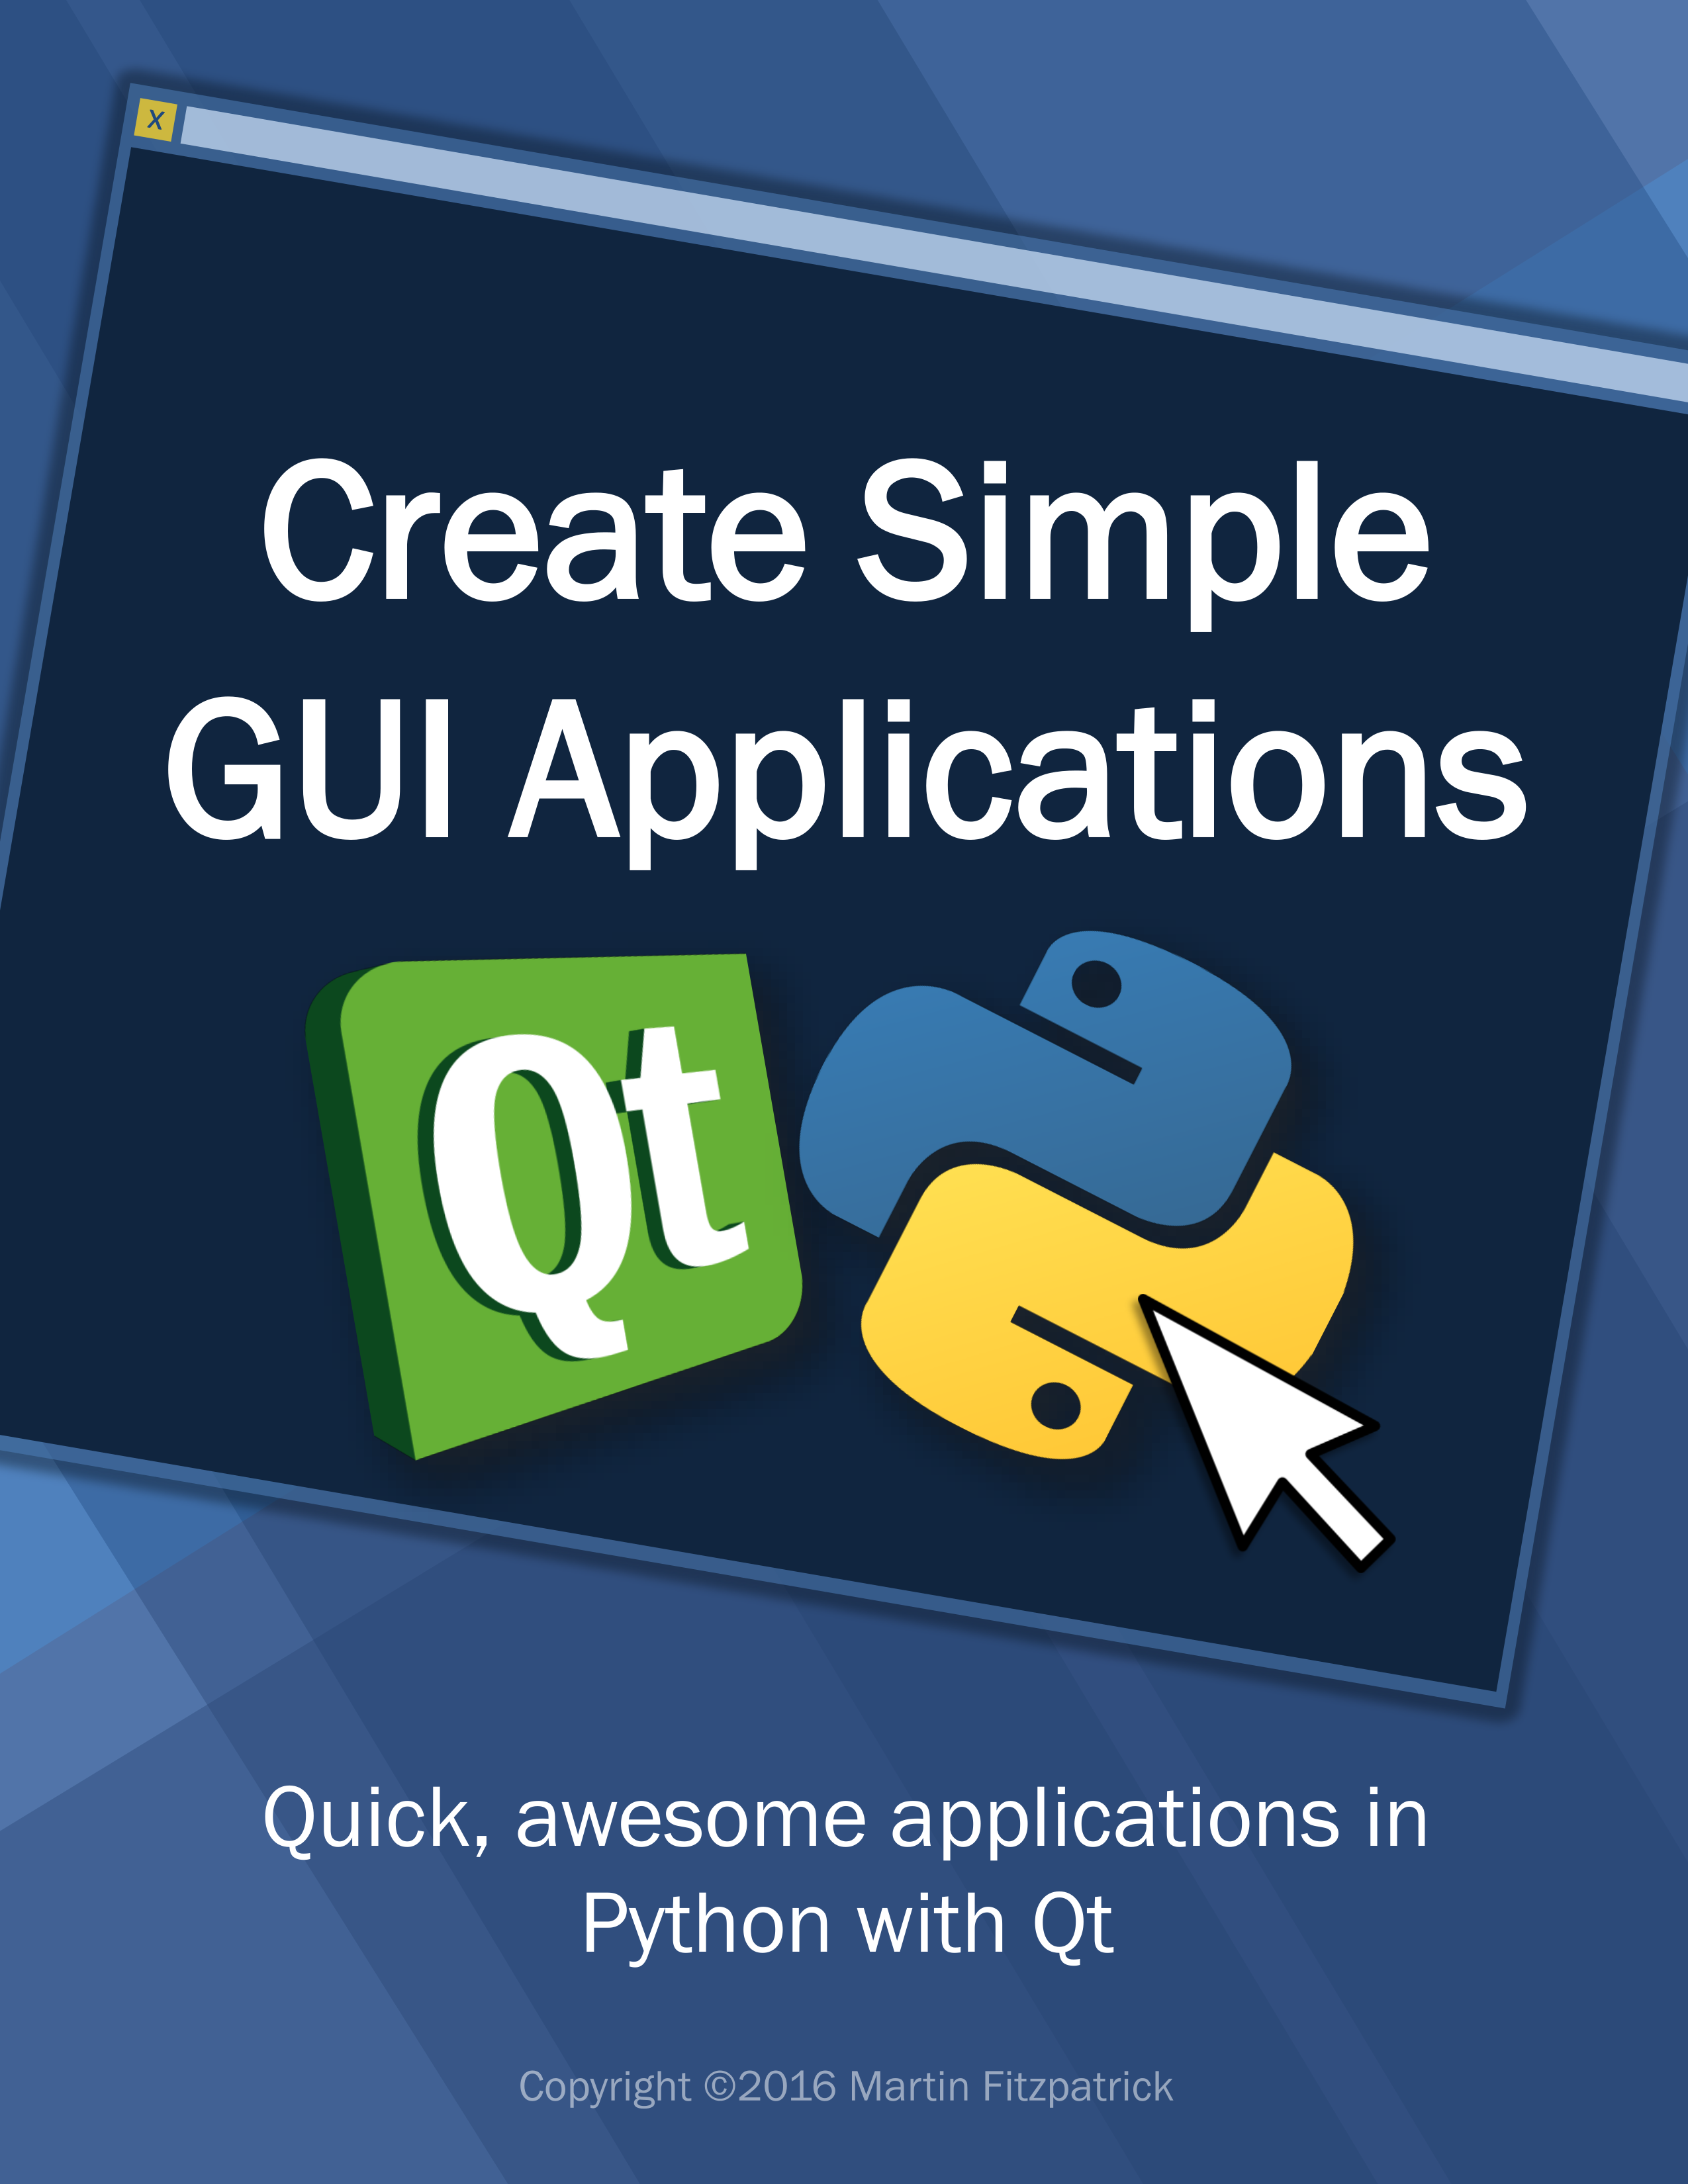 X
Create Simple
GUI Applications
Qt
Quick, awesome applications in
Python with Qt
Copyright ©2016 Martin Fitzpatrick